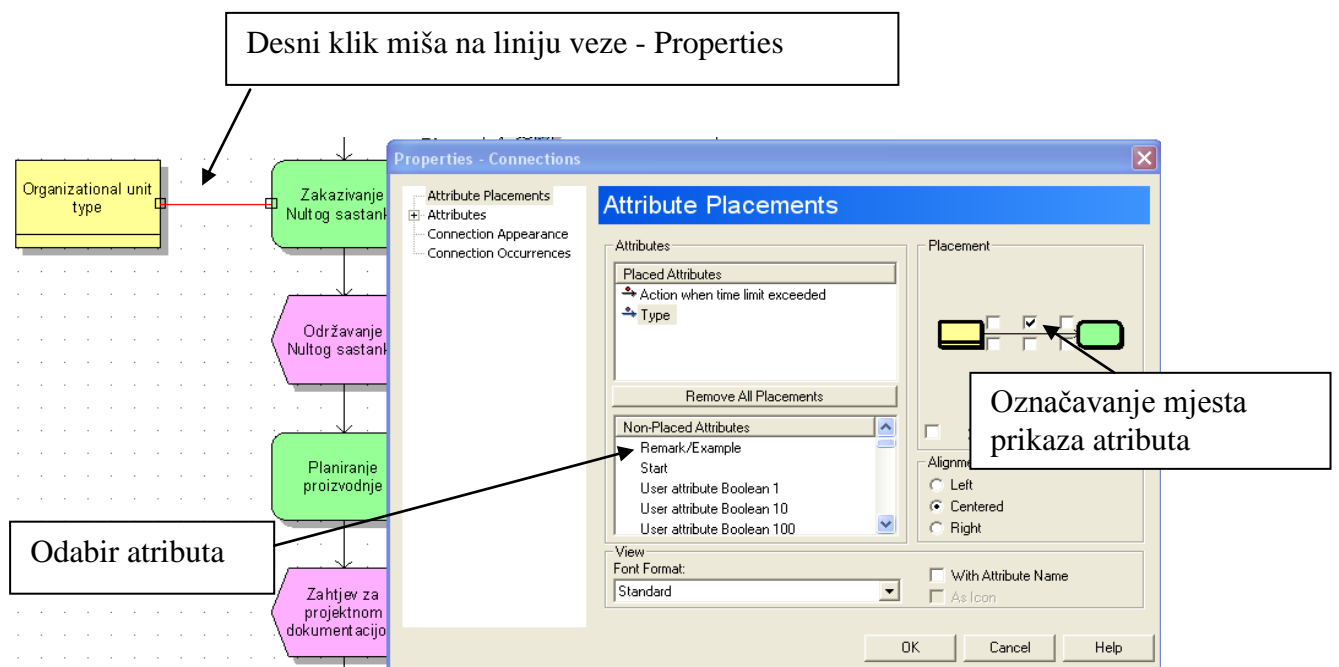 Desni klik miša na liniju veze - Properties
Organizational unit
type
Zakazivanje
Nultog sastank
Održavanje
Nultog sastank
Planiranje
proizvodnje
Zahtjev za
projektnom
dokumentacijo
Properties - Connections
Attribute Placements
Attributes
Connection Appearance
Connection Occurrences
Attribute Placements
Attributes
Placed Attributes
Action when time limit exceeded
Type
Remove All Placements
Non-Placed Attributes
Remark/Example
Start
User attribute Boolean 1
User attribute Boolean 10
User attribute Boolean 100
Placement
Označavanje mjesta
prikaza atributa
Alignme
Left
Centered
Right
Odabir atributa
View
Font Format:
Standard
With Attribute Name
As Icon
OK
Cancel
Help